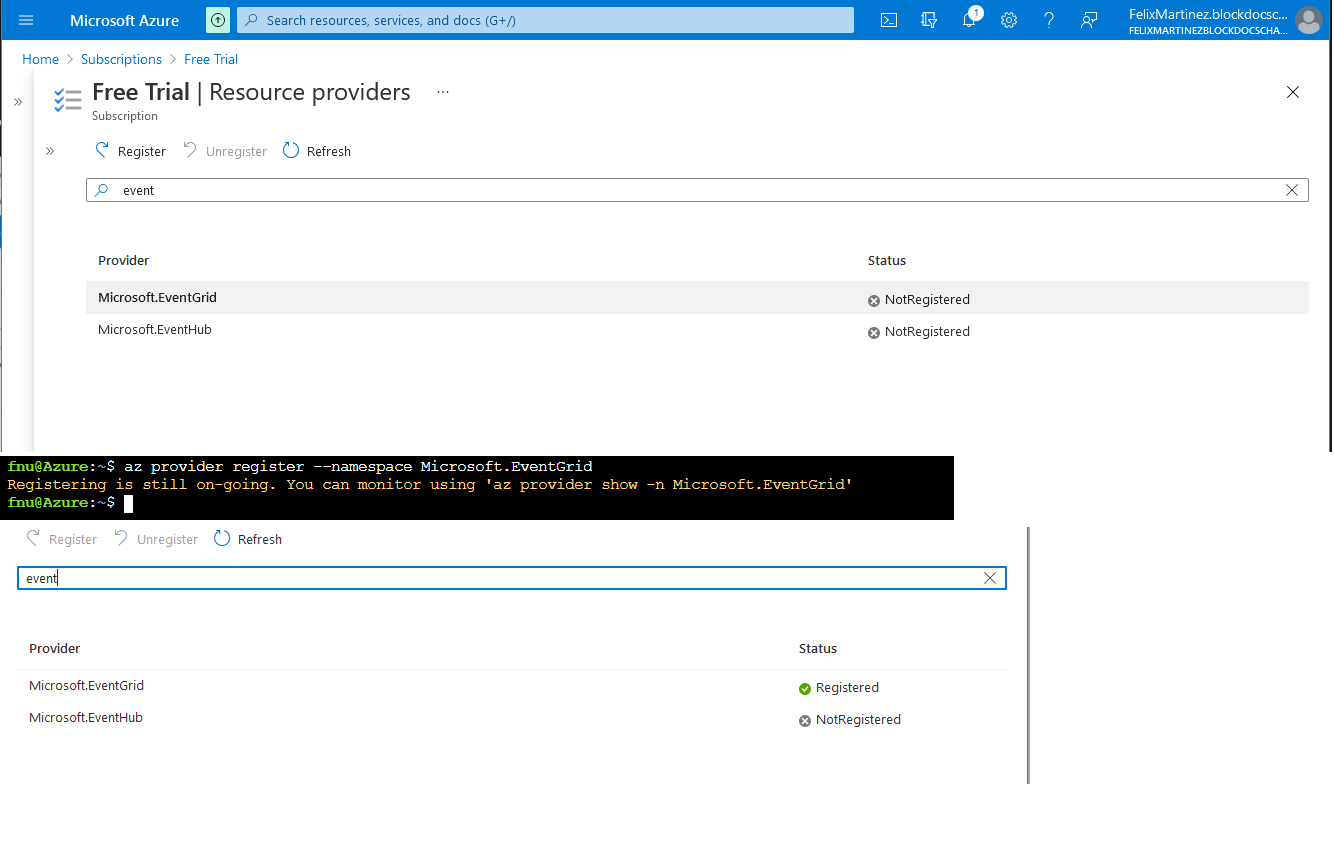 Microsoft Azure
Search resources, services, and docs (G+/)
1
FelixMartinez.blockdocsc...
FELIXMARTINEZBLOCKDOCSCHA...
Home > Subscriptions > Free Trial
Free Trial | Resource providers ...
Subscription
Register Unregister Refresh
event
Provider Status
Microsoft.EventGrid NotRegistered
Microsoft.EventHub NotRegistered
fnu@Azure:~$ az provider register --namespace Microsoft.EventGrid
Registering is still on-going. You can monitor using 'az provider show -n Microsoft.EventGrid'
fnu@Azure:~$
Register Unregister Refresh
event
Provider Status
Microsoft.EventGrid Registered
Microsoft.EventHub NotRegistered